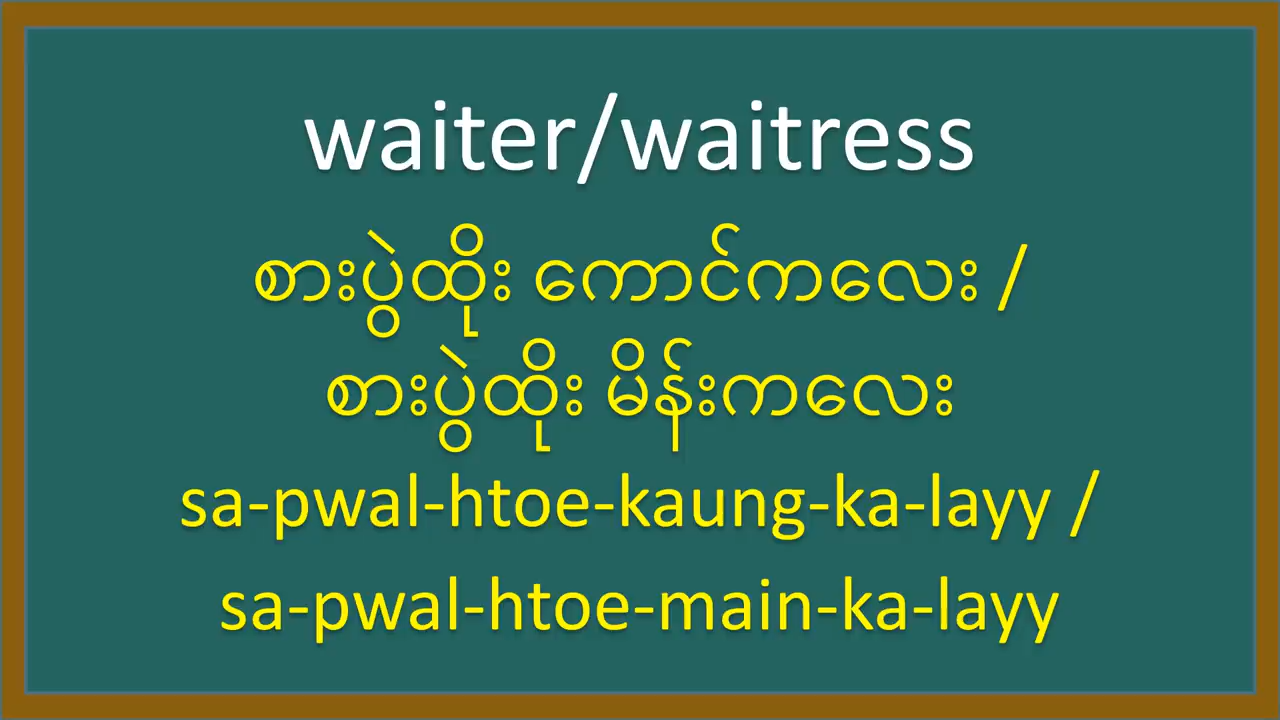 waiter/waitress
စားပွဲထိုး ကောင်ကလေး /
စားပွဲထိုး မိန်းကလေး
sa-pwal-htoe-kaung-ka-layy /
sa-pwal-htoe-main-ka-layy